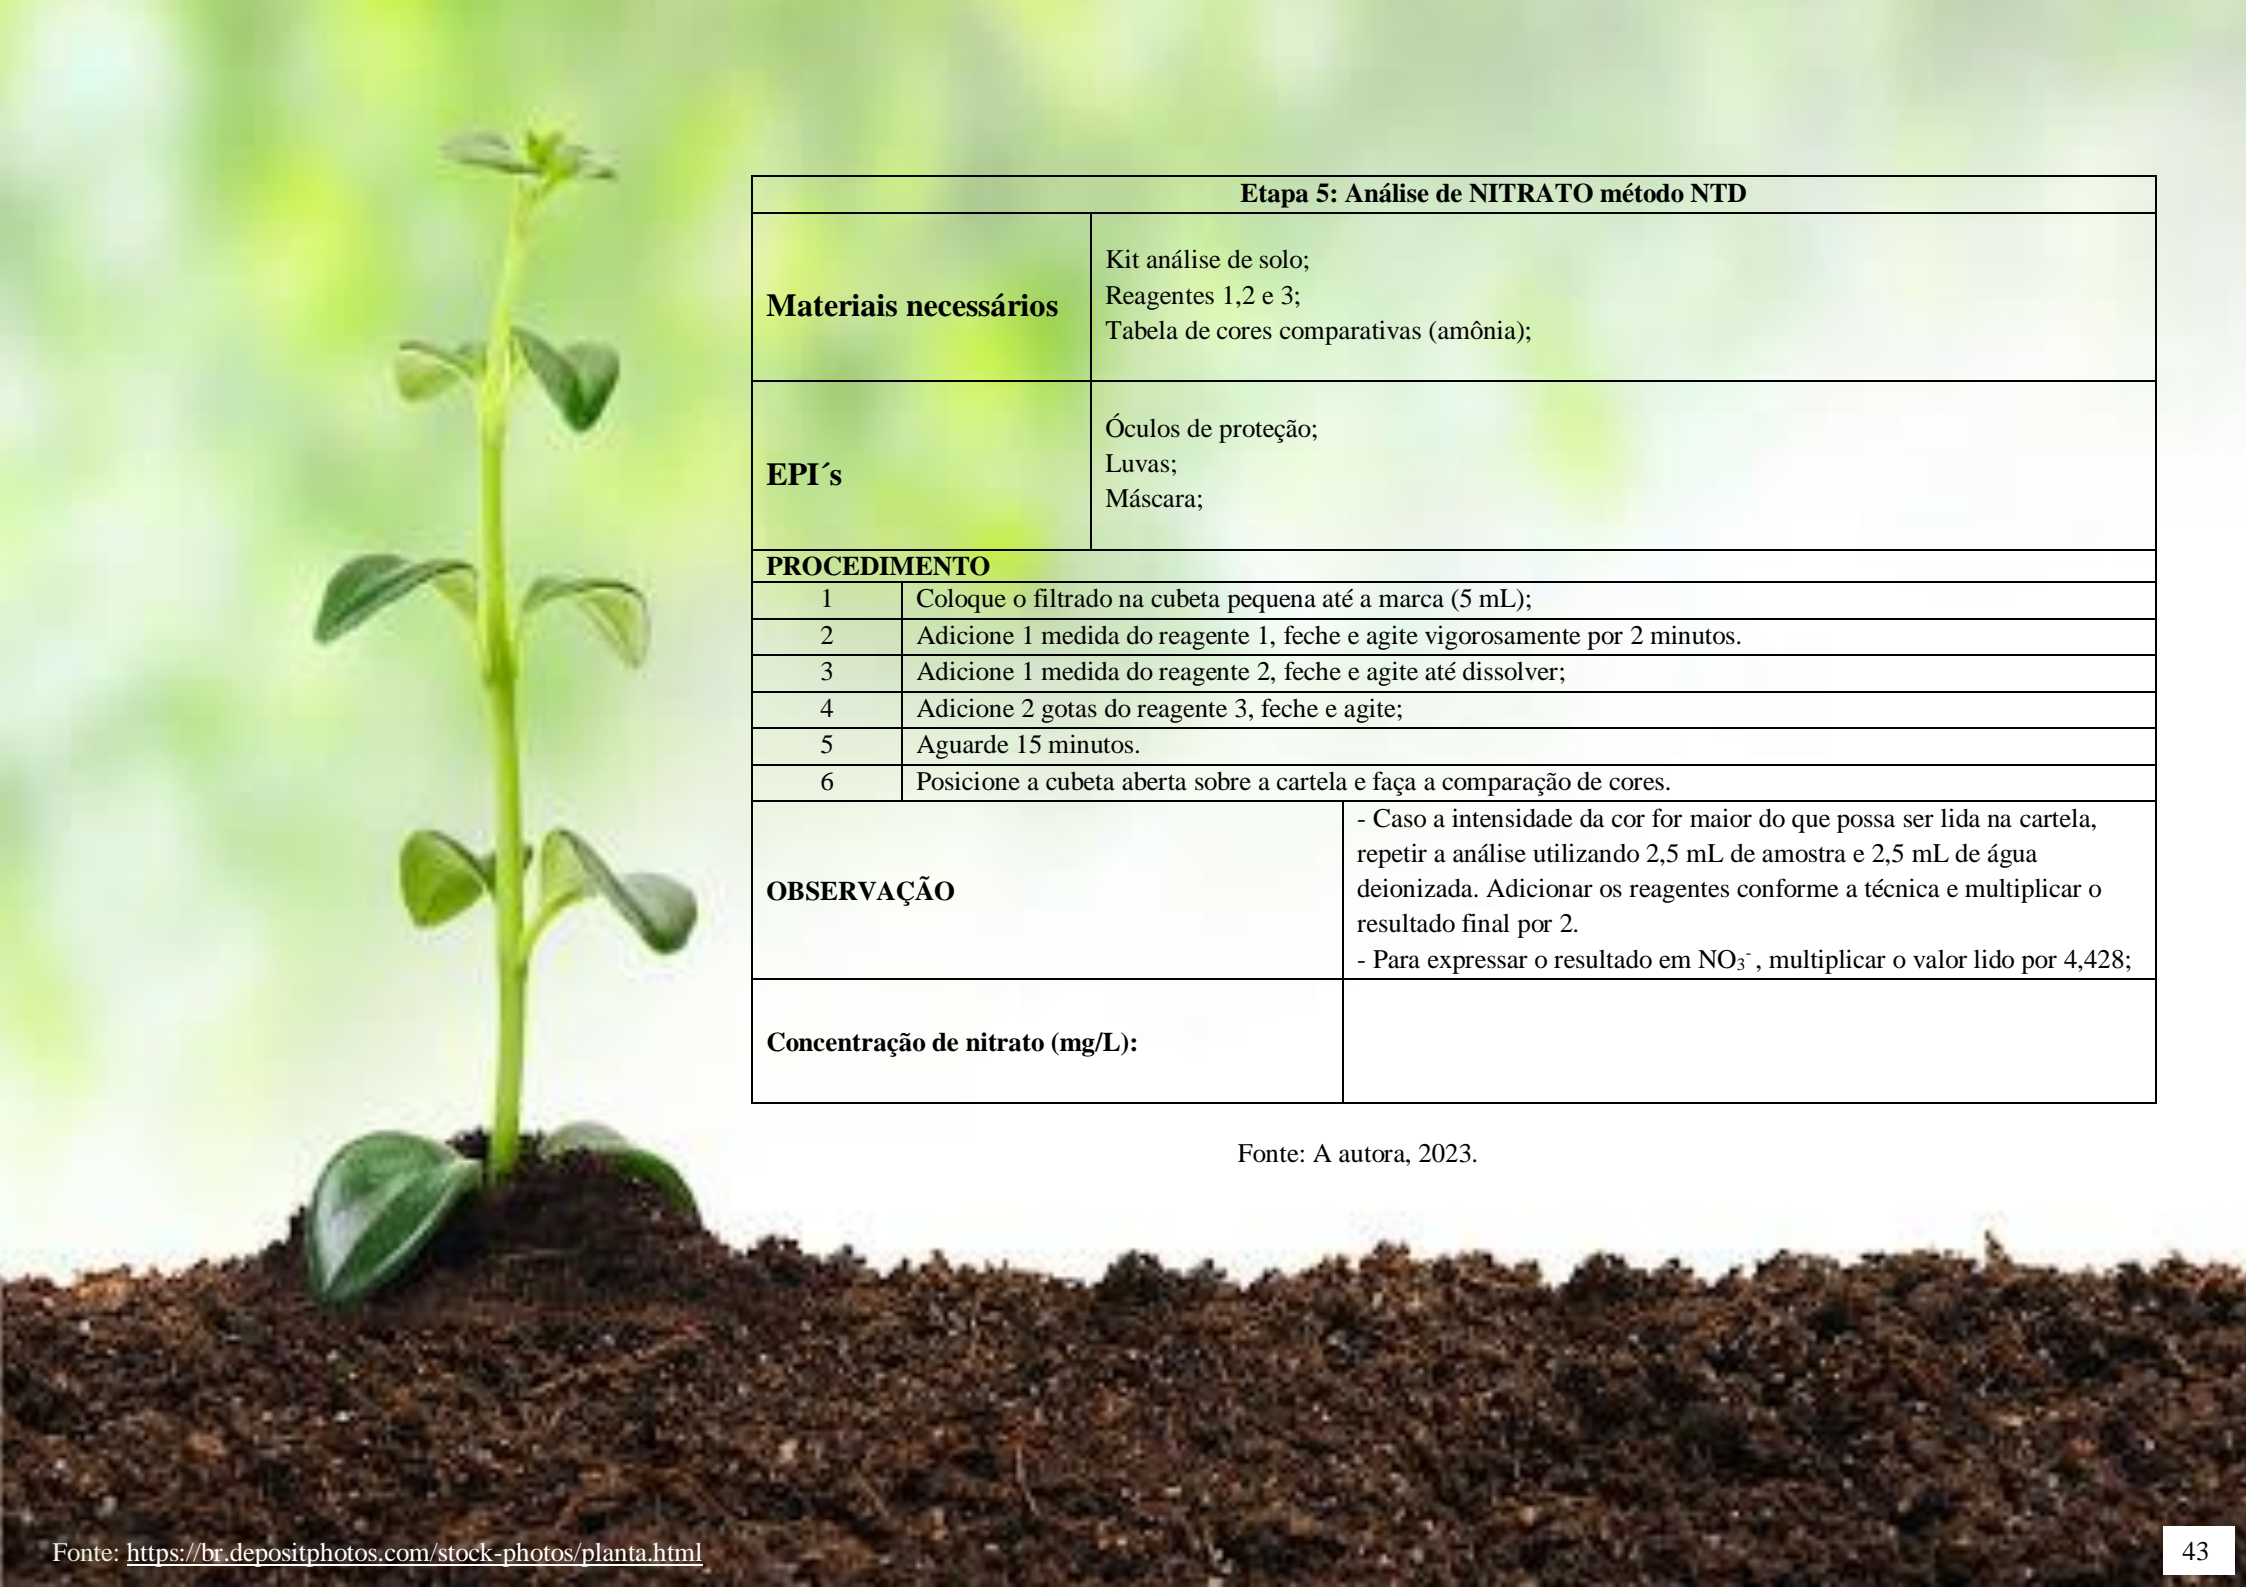 Etapa 5: Análise de NITRATO método NTD
Materiais necessários
Kit análise de solo;
Reagentes 1,2 e 3;
Tabela de cores comparativas (amônia);
EPI´s
Óculos de proteção;
Luvas;
Máscara;
PROCEDIMENTO
1 Coloque o filtrado na cubeta pequena até a marca (5 mL);
2 Adicione 1 medida do reagente 1, feche e agite vigorosamente por 2 minutos.
3 Adicione 1 medida do reagente 2, feche e agite até dissolver;
4 Adicione 2 gotas do reagente 3, feche e agite;
5 Aguarde 15 minutos.
6 Posicione a cubeta aberta sobre a cartela e faça a comparação de cores.
OBSERVAÇÃO
- Caso a intensidade da cor for maior do que possa ser lida na cartela,
repetir a análise utilizando 2,5 mL de amostra e 2,5 mL de água
deionizada. Adicionar os reagentes conforme a técnica e multiplicar o
resultado final por 2.
- Para expressar o resultado em NO₃⁻ , multiplicar o valor lido por 4,428;
Concentração de nitrato (mg/L):
Fonte: A autora, 2023.
Fonte: https://br.depositphotos.com/stock-photos/planta.html
43